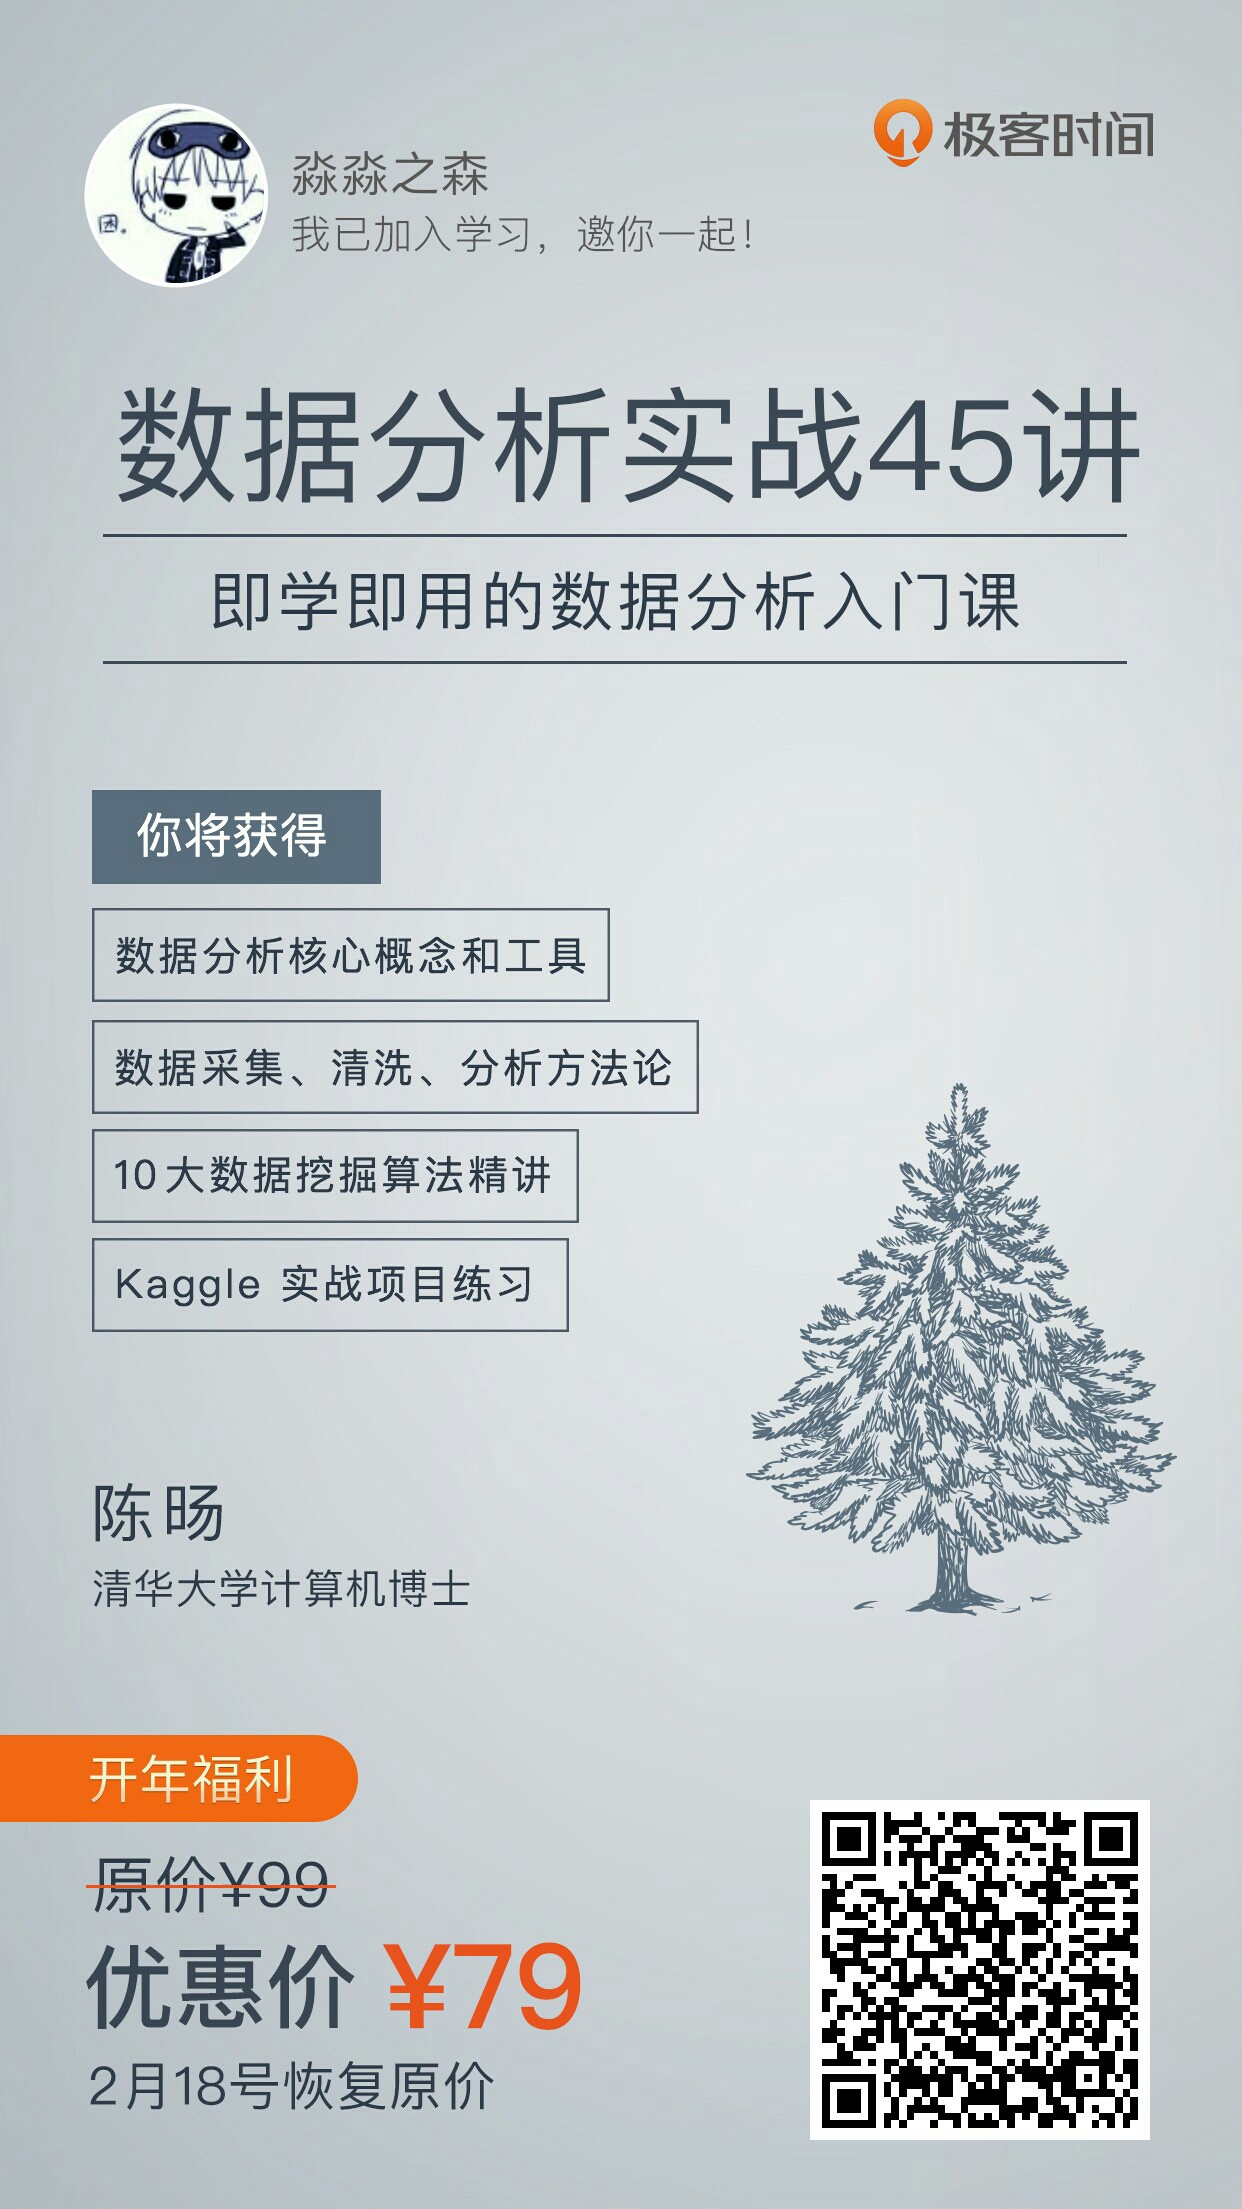 极客时间
淼淼之森
我已加入学习，邀你一起！
困。
数据分析实战45讲
即学即用的数据分析入门课
你将获得
数据分析核心概念和工具
数据采集、清洗、分析方法论
10大数据挖掘算法精讲
Kaggle 实战项目练习
陈旸
清华大学计算机博士
开年福利
原价¥99
优惠价 ¥79
2月18号恢复原价